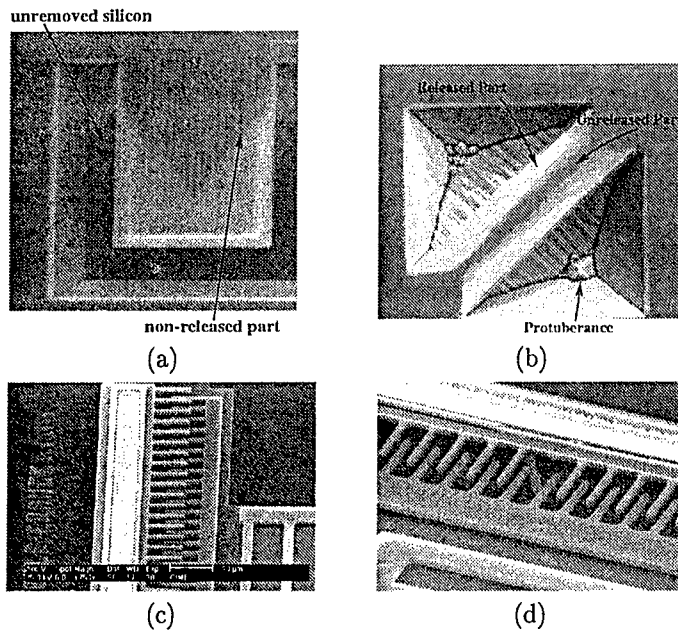 unremoved silicon
non-released part
(a)
Released Part
Unreleased Part
Protuberance
(b)
(c)
(d)